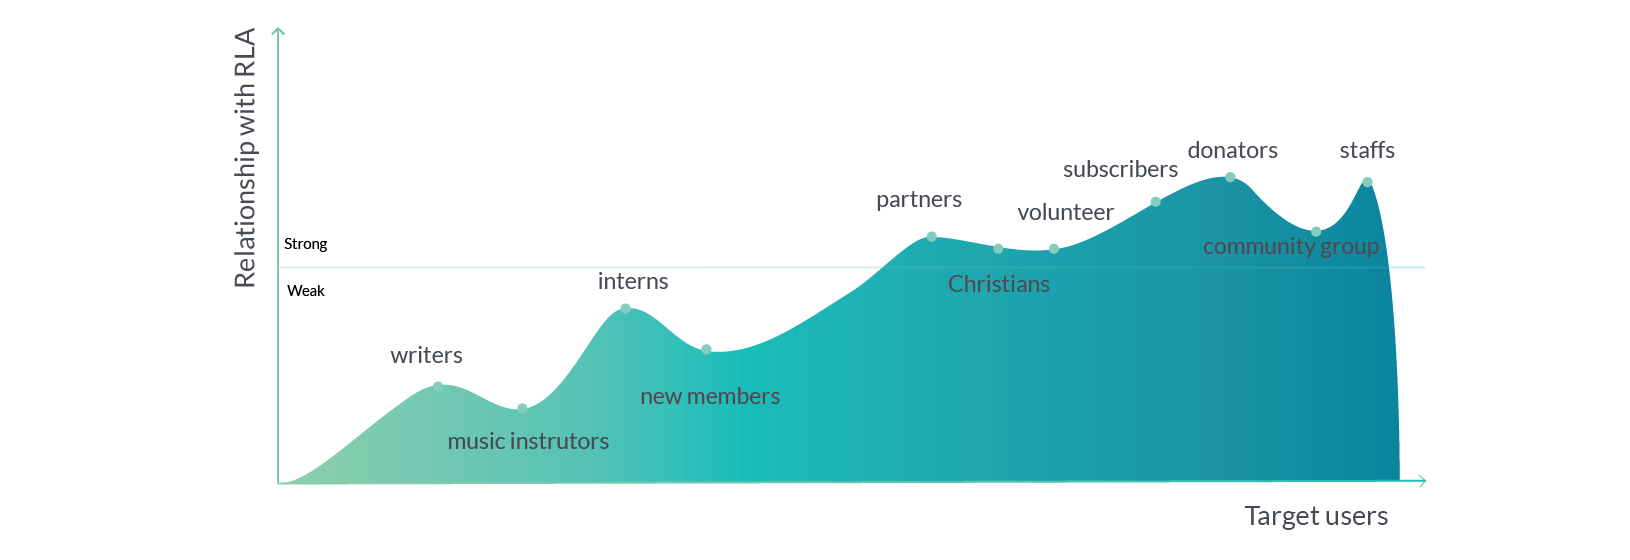 Relationship with RLA
Strong
Weak
writers
music instrutors
interns
new members
partners
Christians
volunteer
subscribers
donators
community group
staffs
Target users